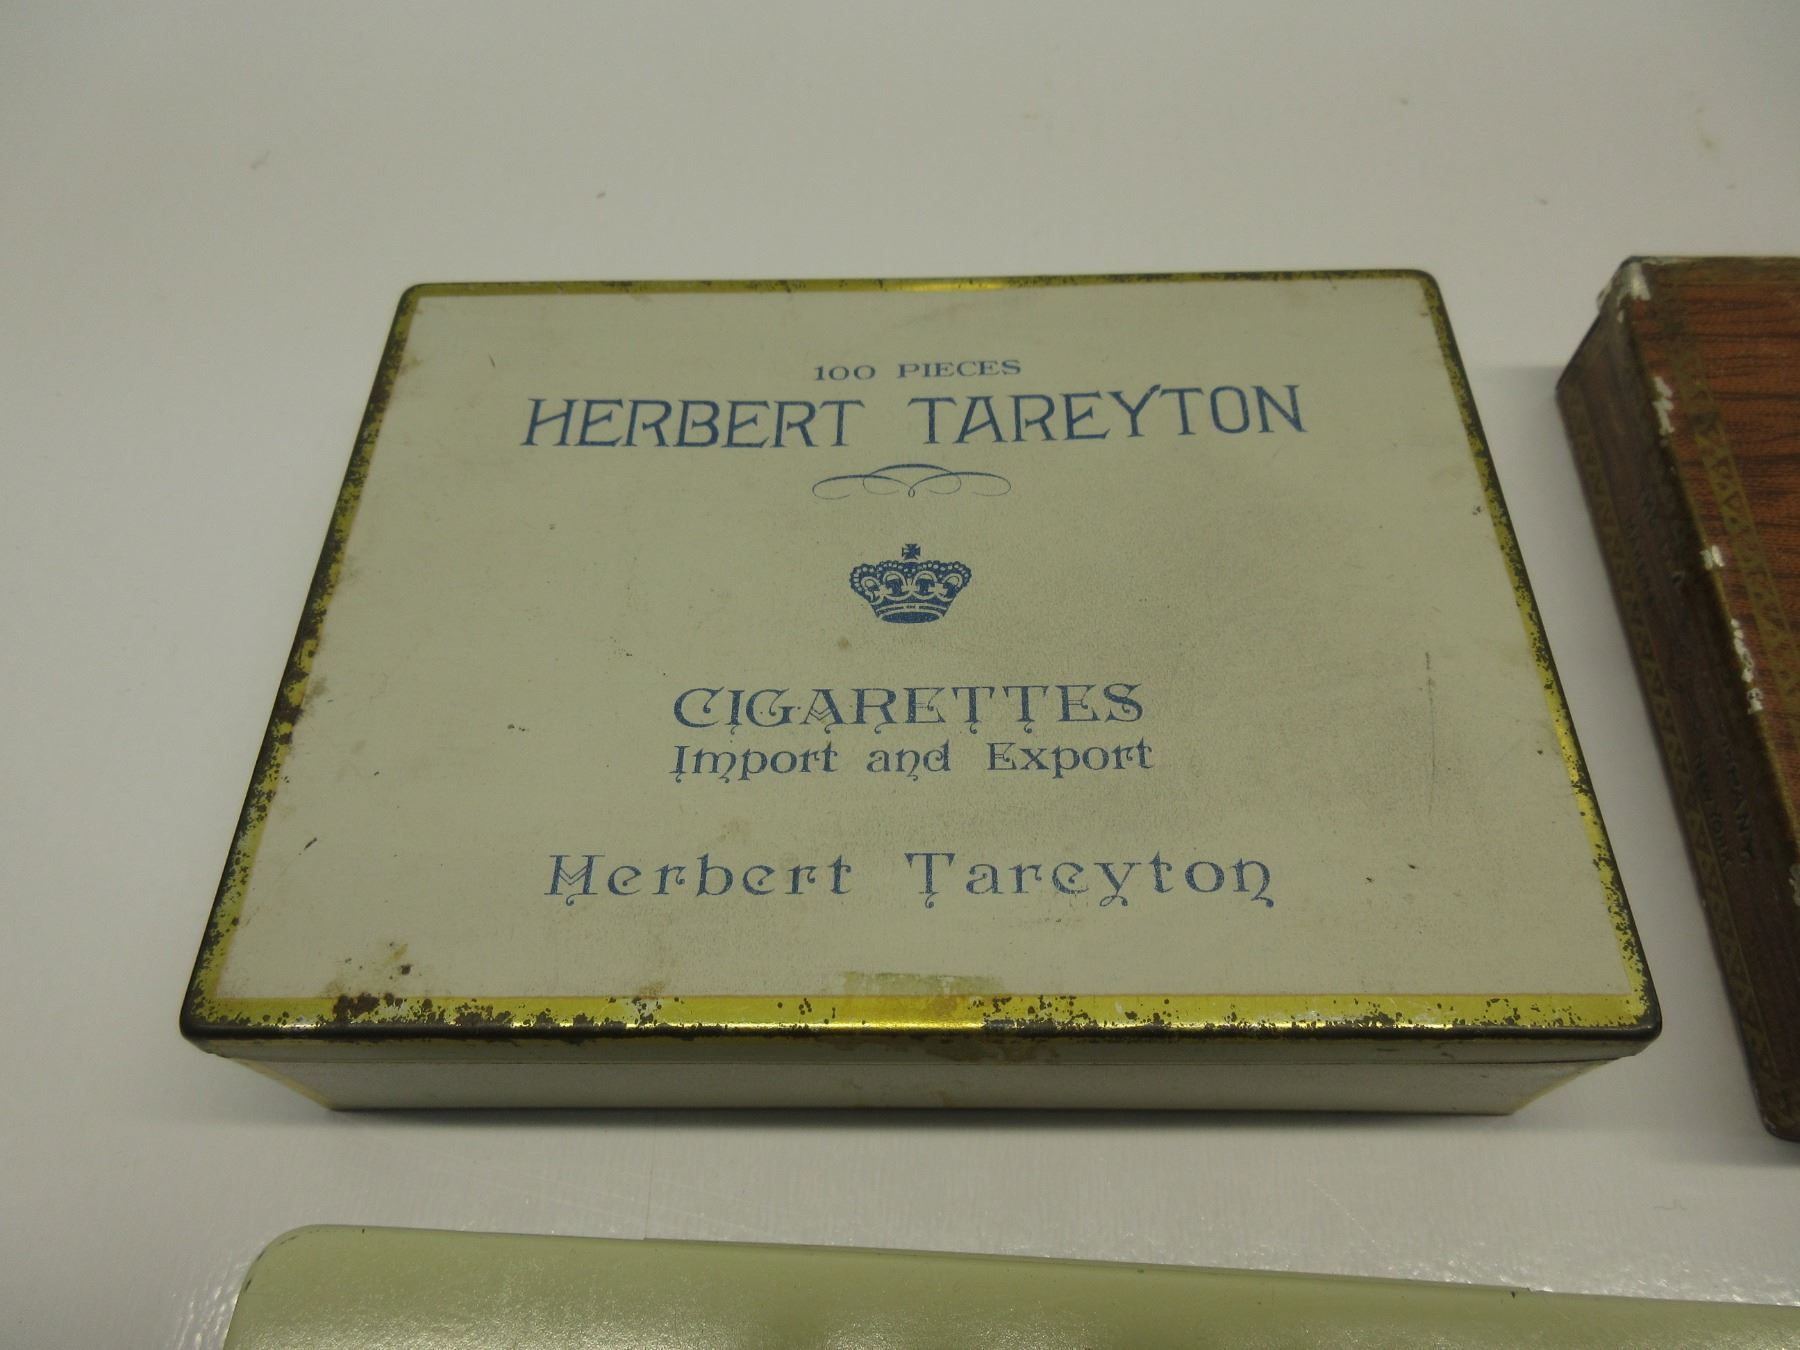 100 PIECES
HERBERT TAREYTON
CIGARETTES
Import and Export
Herbert Tareyton